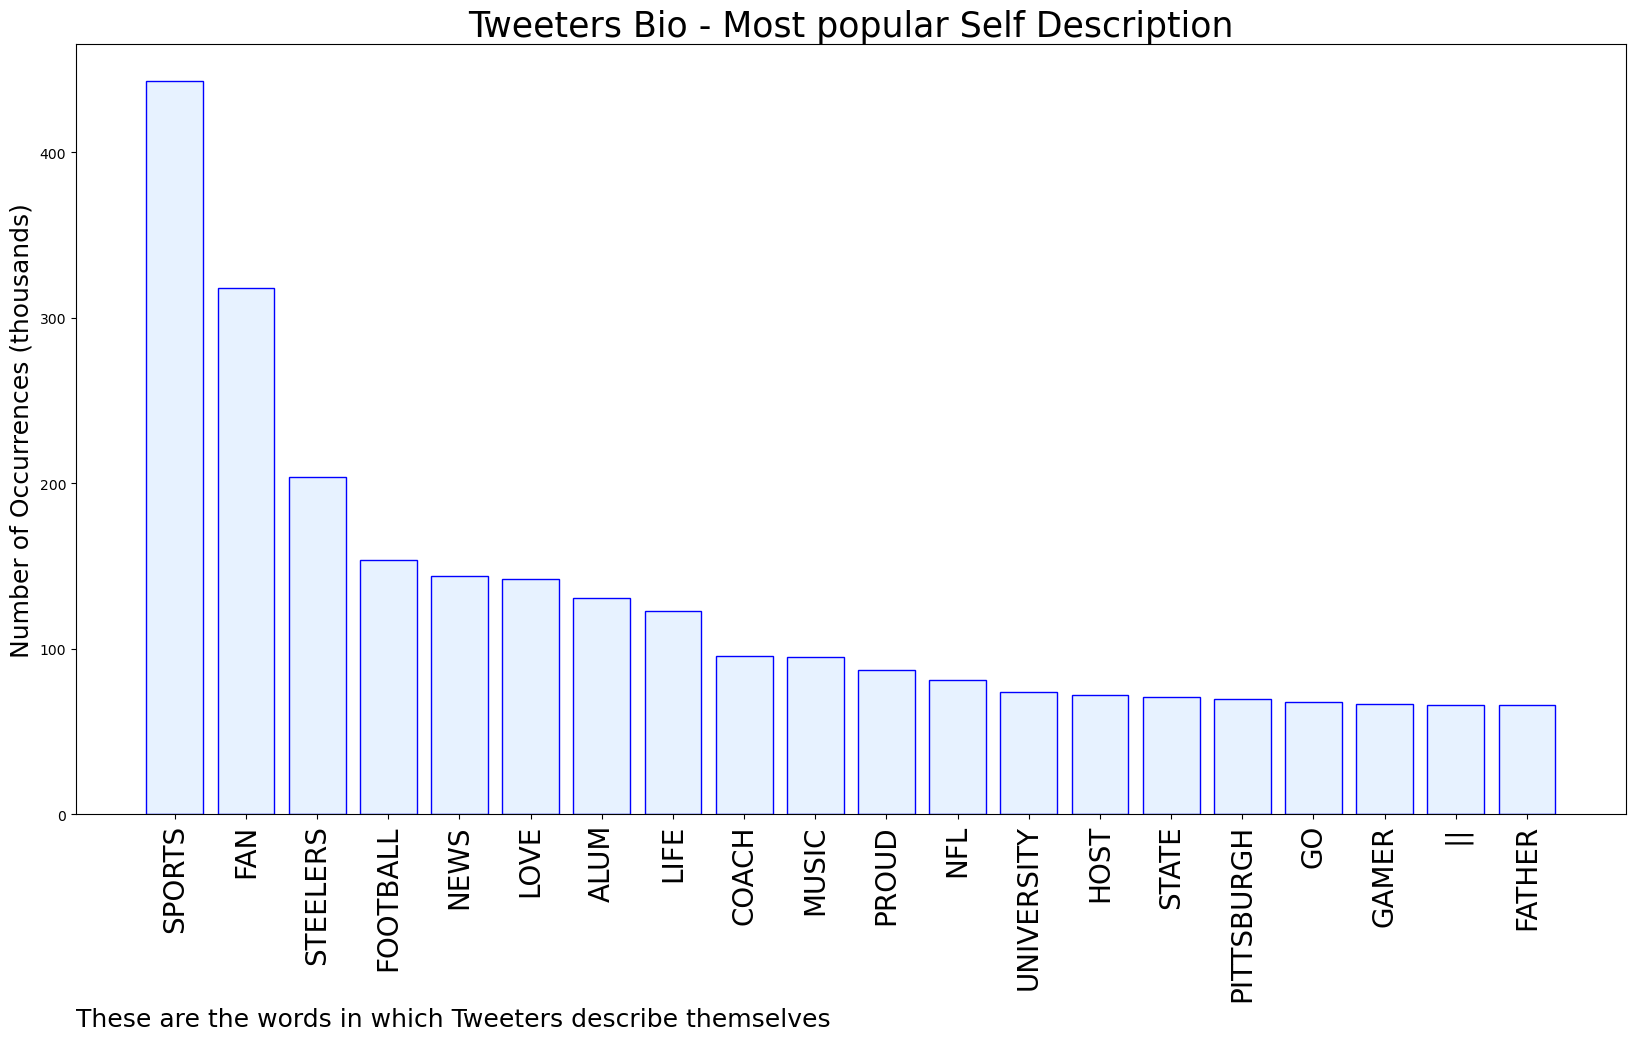 Tweeters Bio - Most popular Self Description
Number of Occurrences (thousands)
400
300
200
100
0
SPORTS
FAN
STEELERS
FOOTBALL
NEWS
LOVE
ALUM
LIFE
COACH
MUSIC
PROUD
NFL
UNIVERSITY
HOST
STATE
PITTSBURGH
GO
GAMER
||
FATHER
These are the words in which Tweeters describe themselves